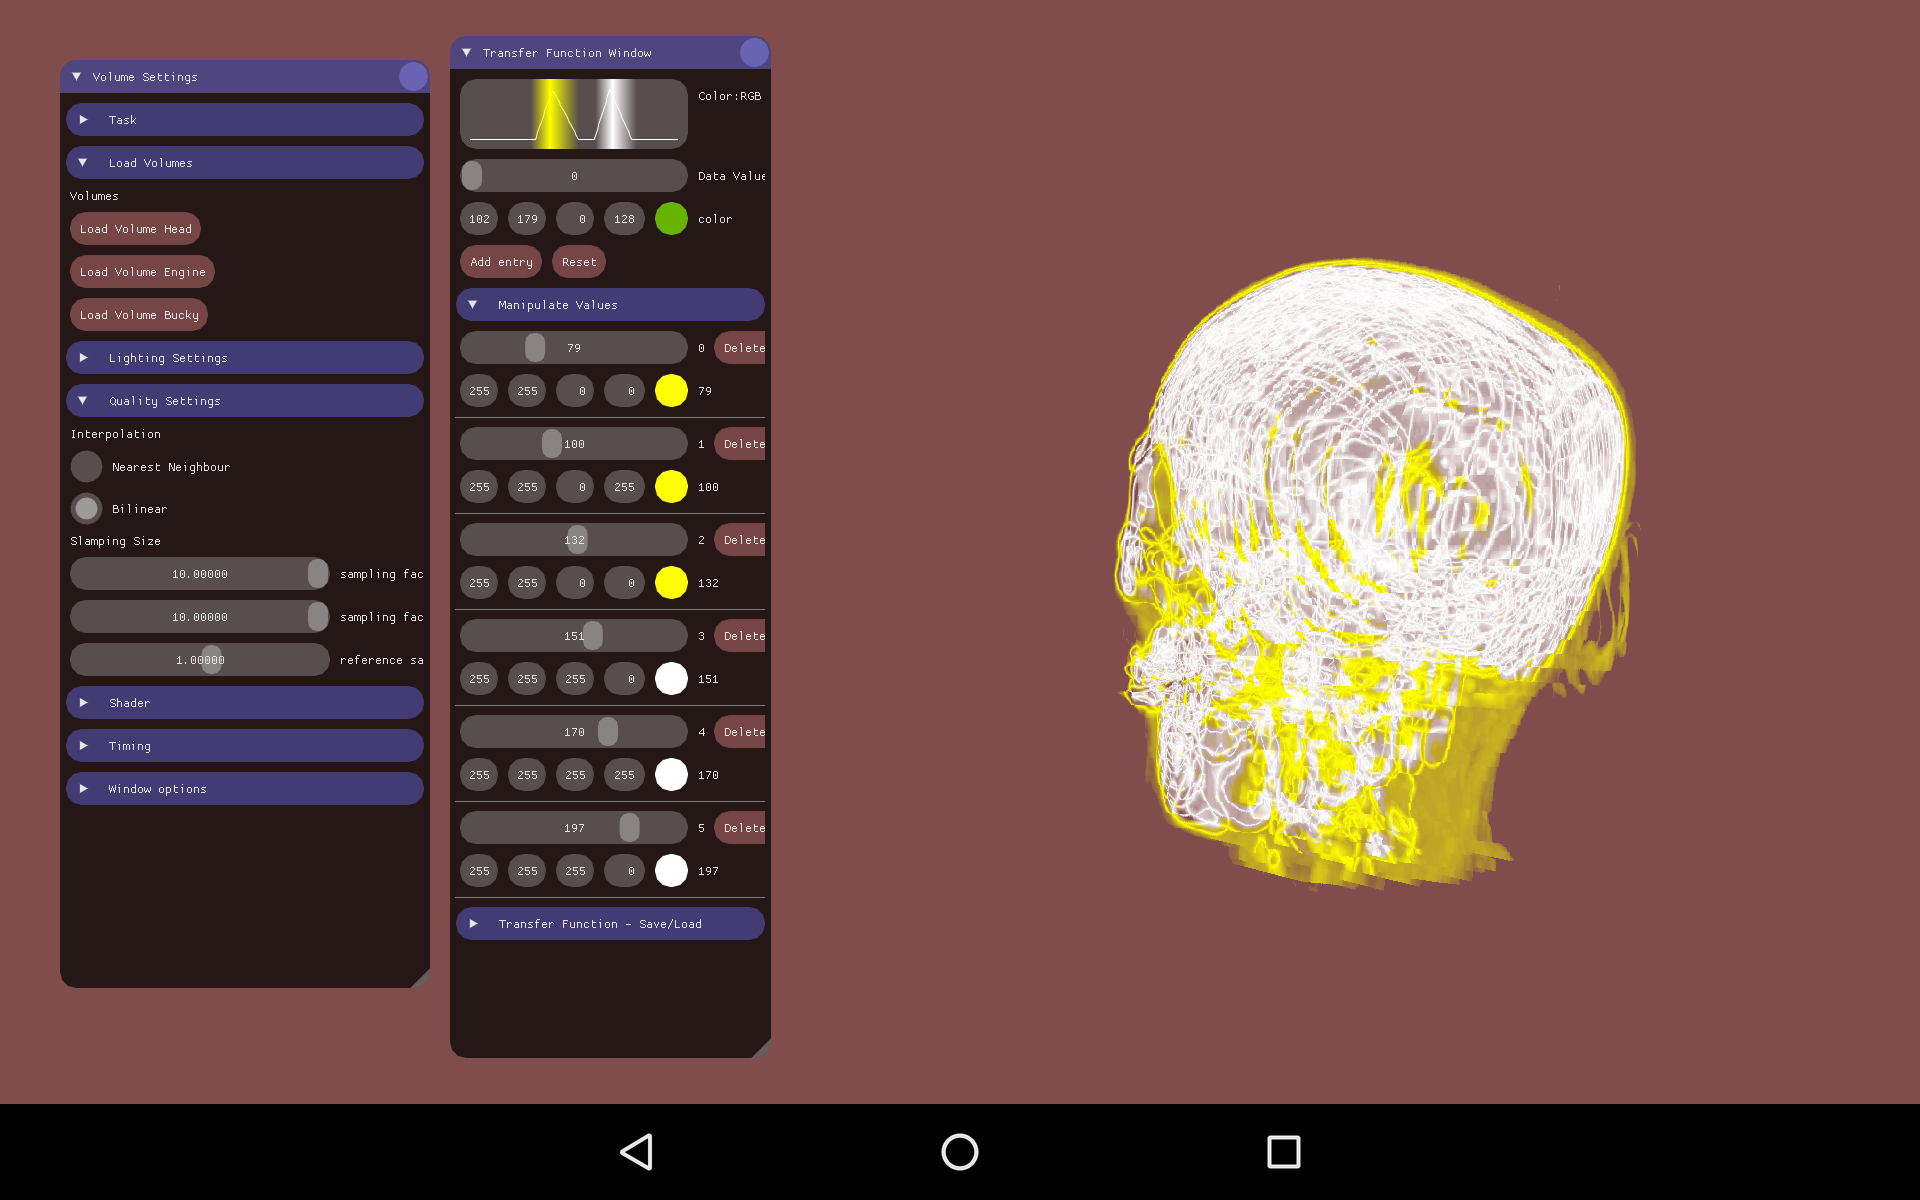 Volume Settings
Task
Load Volumes
Volumes
Load Volume Head
Load Volume Engine
Load Volume Bucky
Lighting Settings
Quality Settings
Interpolation
Nearest Neighbour
Bilinear
Slamping Size
10.00000 sampling fac
10.00000 sampling fac
1.00000 reference sa
Shader
Timing
Window options
Transfer Function Window
Color:RGB
0 Data Value
102 179 0 128 color
Add entry Reset
Manipulate Values
79 0 Delete
255 255 0 0 79
100 1 Delete
255 255 0 255 100
132 2 Delete
255 255 0 0 132
151 3 Delete
255 255 255 0 151
170 4 Delete
255 255 255 255 170
197 5 Delete
255 255 255 0 197
Transfer Function - Save/Load